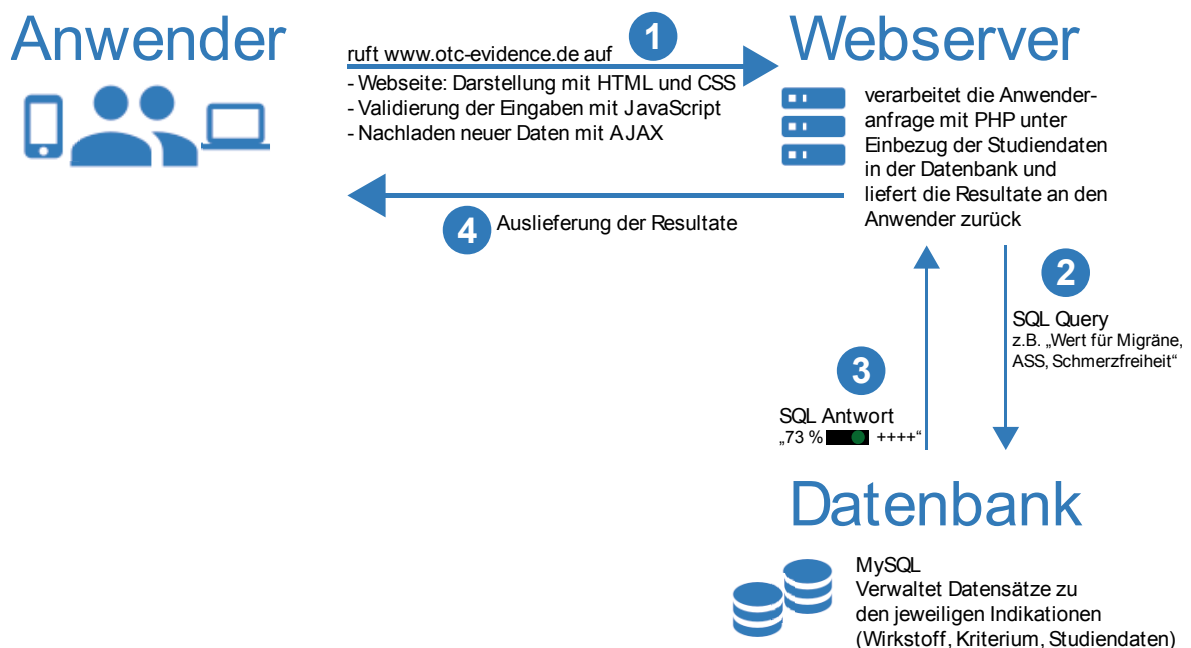 Anwender
ruft www.otc-evidence.de auf
1
- Webseite: Darstellung mit HTML und CSS
- Validierung der Eingaben mit JavaScript
- Nachladen neuer Daten mit AJAX
Webserver
verarbeitet die Anwender-
anfrage mit PHP unter
Einbezug der Studiendaten
in der Datenbank und
liefert die Resultate an den
Anwender zurück
4
Auslieferung der Resultate
2
SQL Query
z.B. „Wert für Migräne,
ASS, Schmerzfreiheit“
3
SQL Antwort
„73 % ++++“
Datenbank
MySQL
Verwaltet Datensätze zu
den jeweiligen Indikationen
(Wirkstoff, Kriterium, Studiendaten)